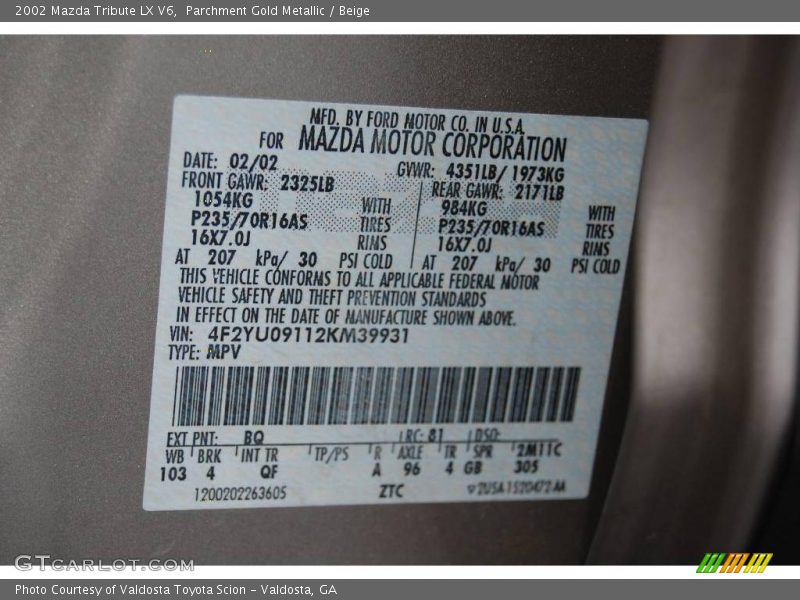 2002 Mazda Tribute LX V6, Parchment Gold Metallic / Beige
MFD. BY FORD MOTOR CO. IN U.S.A.
FOR MAZDA MOTOR CORPORATION
DATE: 02/02 GVWR: 4351LB/ 1973KG
FRONT GAWR: 2325LB REAR GAWR: 2171LB
1054KG WITH 984KG WITH
P235/70R16AS TIRES P235/70R16AS TIRES
16X7.0J RIMS 16X7.0J RIMS
AT 207 kPa/ 30 PSI COLD AT 207 kPa/ 30 PSI COLD
THIS VEHICLE CONFORMS TO ALL APPLICABLE FEDERAL MOTOR
VEHICLE SAFETY AND THEFT PREVENTION STANDARDS
IN EFFECT ON THE DATE OF MANUFACTURE SHOWN ABOVE.
VIN: 4F2YU09112KM39931
TYPE: MPV
EXT PNT: BQ RC: 81 DSO:
WB BRK INT TR TP/PS R AXLE TR SPR 2M11C
103 4 QF A 96 4 GB 305
1200202263605 ZTC
GTCarLot.com
Photo Courtesy of Valdosta Toyota Scion – Valdosta, GA